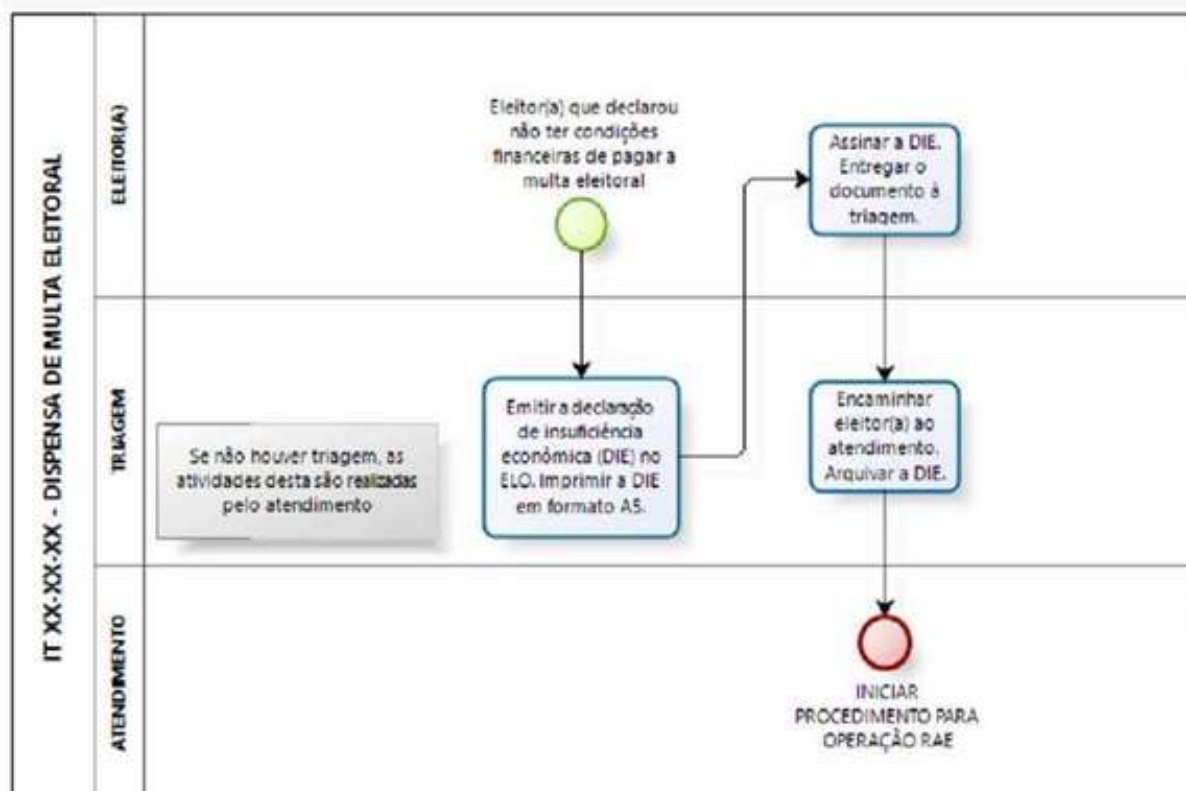 IT XX-XX-XX - DISPENSA DE MULTA ELEITORAL
ELEITOR(A)
Eleitor(a) que declarou
não ter condições
financeiras de pagar a
multa eleitoral
Assinar a DIE.
Entregar o
documento à
triagem.
TRIAGEM
Se não houver triagem, as
atividades desta são realizadas
pelo atendimento
Emitir a declaração
de insuficiência
econômica (DIE) no
ELO. Imprimir a DIE
em formato A5.
Encaminhar
eleitor(a) ao
atendimento.
Arquivar a DIE.
ATENDIMENTO
INICIAR
PROCEDIMENTO PARA
OPERAÇÃO RAE